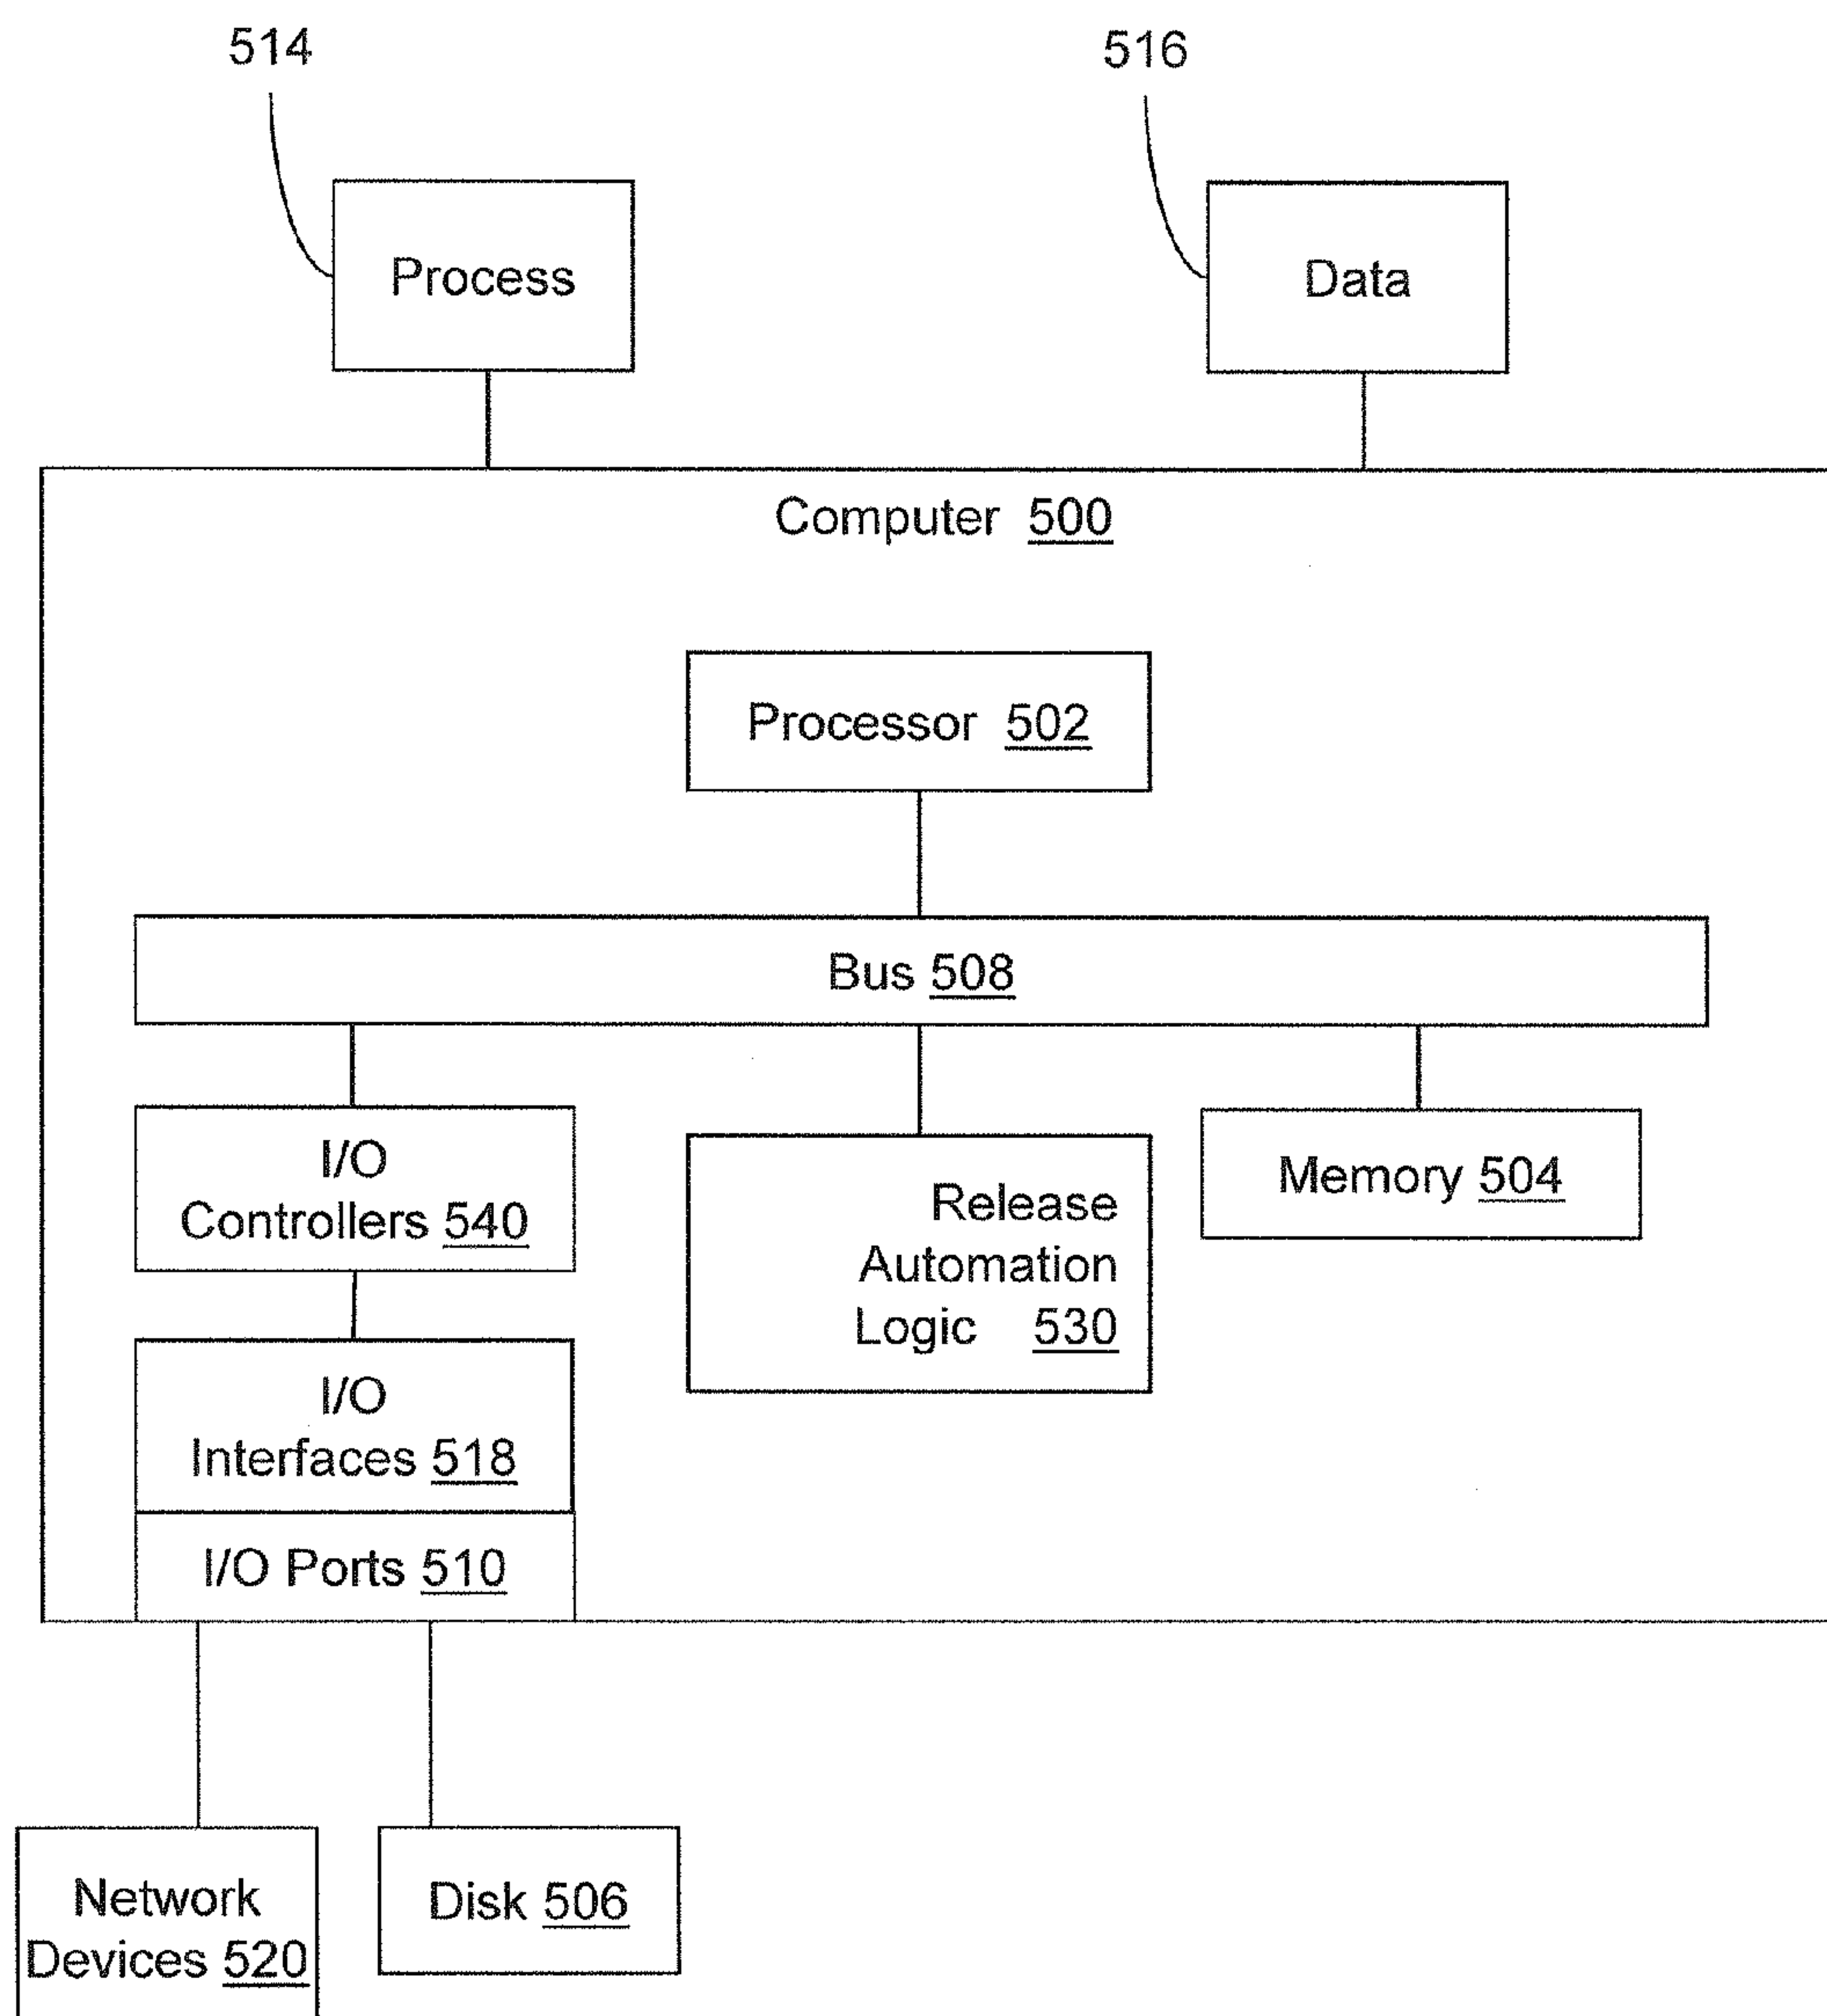 514
516
Process
Data
Computer 500
Processor 502
Bus 508
I/O
Controllers 540
Release
Automation
Logic 530
Memory 504
I/O
Interfaces 518
I/O Ports 510
Network
Devices 520
Disk 506